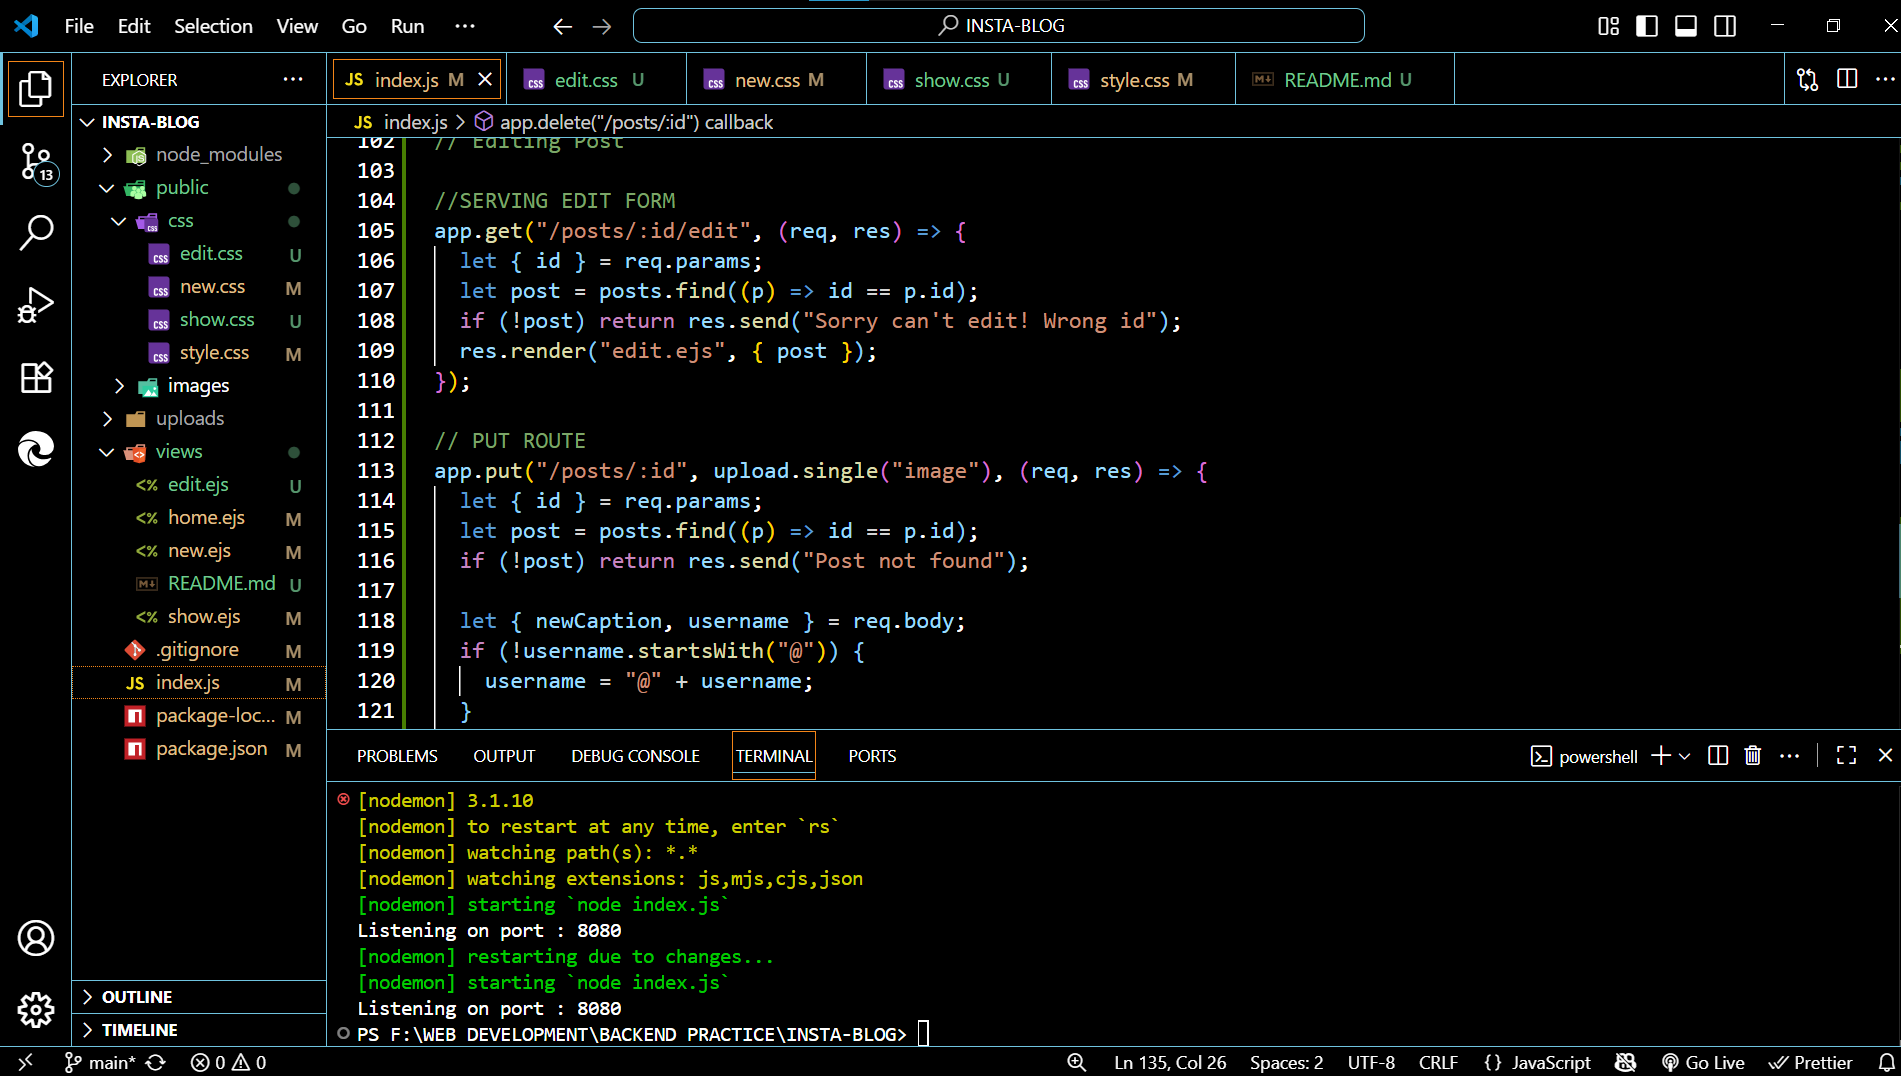 File Edit Selection View Go Run ···
INSTA-BLOG
EXPLORER
JS index.js M
css edit.css U
css new.css M
css show.css U
css style.css M
README.md U
JS index.js > app.delete("/posts/:id") callback
13
INSTA-BLOG
node_modules
public
css
css edit.css U
css new.css M
css show.css U
css style.css M
images
uploads
views
<% edit.ejs U
<% home.ejs M
<% new.ejs M
README.md U
<% show.ejs M
.gitignore M
JS index.js M
package-loc... M
package.json M
OUTLINE
TIMELINE
102 // Editing Post
103
104 //SERVING EDIT FORM
105 app.get("/posts/:id/edit", (req, res) => {
106 let { id } = req.params;
107 let post = posts.find((p) => id == p.id);
108 if (!post) return res.send("Sorry can't edit! Wrong id");
109 res.render("edit.ejs", { post });
110 });
111
112 // PUT ROUTE
113 app.put("/posts/:id", upload.single("image"), (req, res) => {
114 let { id } = req.params;
115 let post = posts.find((p) => id == p.id);
116 if (!post) return res.send("Post not found");
117
118 let { newCaption, username } = req.body;
119 if (!username.startsWith("@")) {
120 username = "@" + username;
121 }
PROBLEMS OUTPUT DEBUG CONSOLE TERMINAL PORTS
powershell
[nodemon] 3.1.10
[nodemon] to restart at any time, enter `rs`
[nodemon] watching path(s): *.*
[nodemon] watching extensions: js,mjs,cjs,json
[nodemon] starting `node index.js`
Listening on port : 8080
[nodemon] restarting due to changes...
[nodemon] starting `node index.js`
Listening on port : 8080
PS F:\WEB DEVELOPMENT\BACKEND PRACTICE\INSTA-BLOG>
main* 0 0
Ln 135, Col 26 Spaces: 2 UTF-8 CRLF {} JavaScript Go Live Prettier